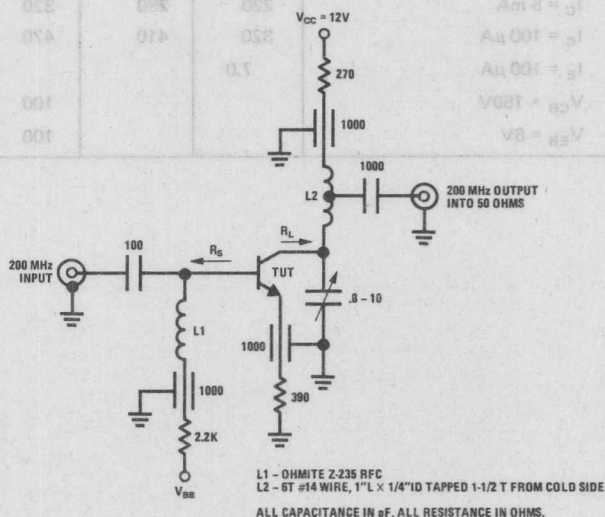 V_CC = 12V
270
1000
1000
L2
200 MHz OUTPUT
INTO 50 OHMS
100
R_S
R_L
200 MHz
INPUT
TUT
.8 – 10
L1
1000
1000
390
2.2K
V_BB
L1 – OHMITE Z-235 RFC
L2 – 6T #14 WIRE, 1"L × 1/4"ID TAPPED 1-1/2 T FROM COLD SIDE
ALL CAPACITANCE IN pF, ALL RESISTANCE IN OHMS.